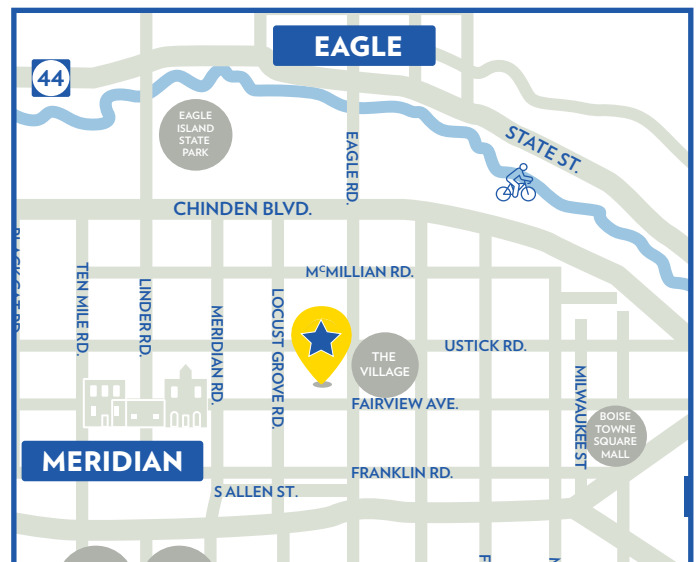 EAGLE
44
EAGLE
ISLAND
STATE
PARK
EAGLE RD.
STATE ST.
CHINDEN BLVD.
TEN MILE RD.
LINDER RD.
MERIDIAN RD.
LOCUST GROVE RD.
McMILLIAN RD.
USTICK RD.
THE
VILLAGE
FAIRVIEW AVE.
MILWAUKEE ST
BOISE
TOWNE
SQUARE
MALL
MERIDIAN
FRANKLIN RD.
S ALLEN ST.